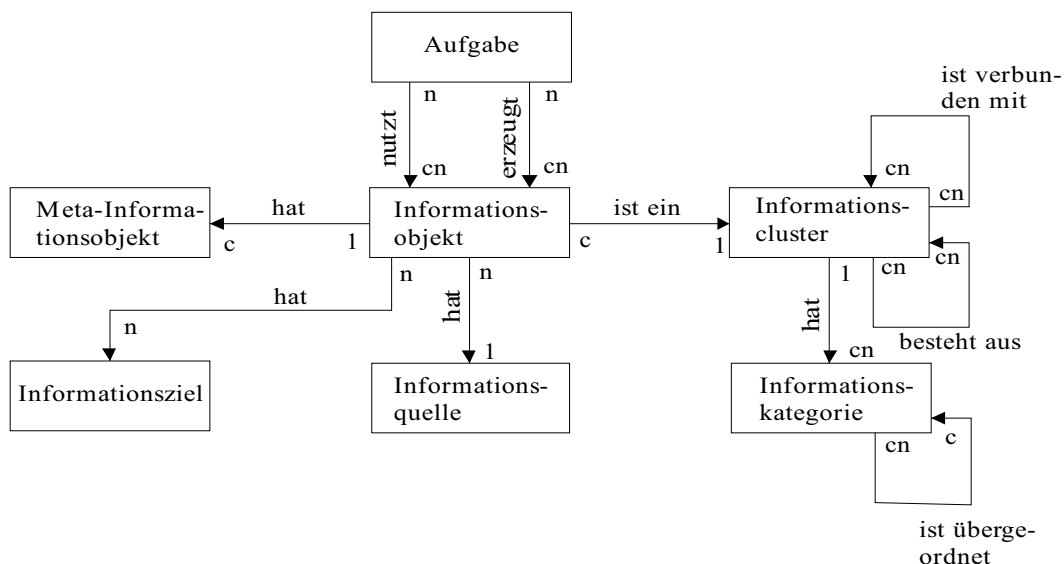 Aufgabe
ist verbun-
den mit
n
n
nutzt
erzeugt
cn
cn
cn
cn
Meta-Informa-
tionsobjekt
hat
c
1
Informations-
objekt
ist ein
c
1
Informations-
cluster
cn
cn
n
n
1
hat
n
hat
1
hat
cn
besteht aus
Informationsziel
Informations-
quelle
Informations-
kategorie
c
cn
ist überge-
ordnet